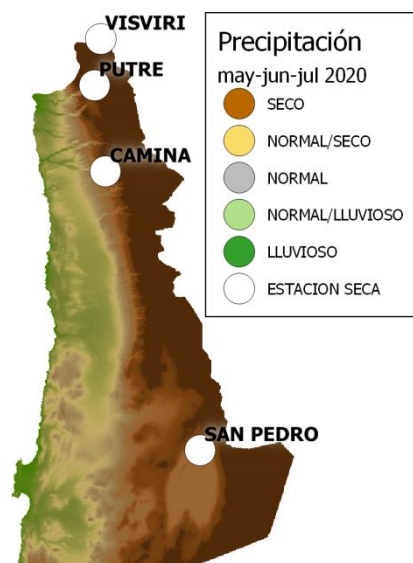 VISVIRI
PUTRE
CAMINA
SAN PEDRO
Precipitación
may-jun-jul 2020
SECO
NORMAL/SECO
NORMAL
NORMAL/LLUVIOSO
LLUVIOSO
ESTACION SECA